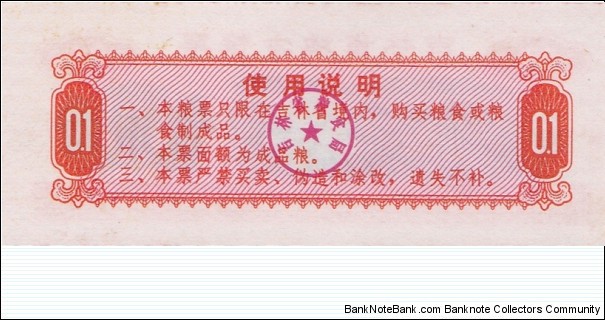 使用说明
0.1
一、本粮票只限在吉林省境内，购买粮食或粮
食制成品。
二、本票面额为成品粮。
三、本票严禁买卖、伪造和涂改，遗失不补。
0.1
BankNoteBank.com - Banknote Collectors Community